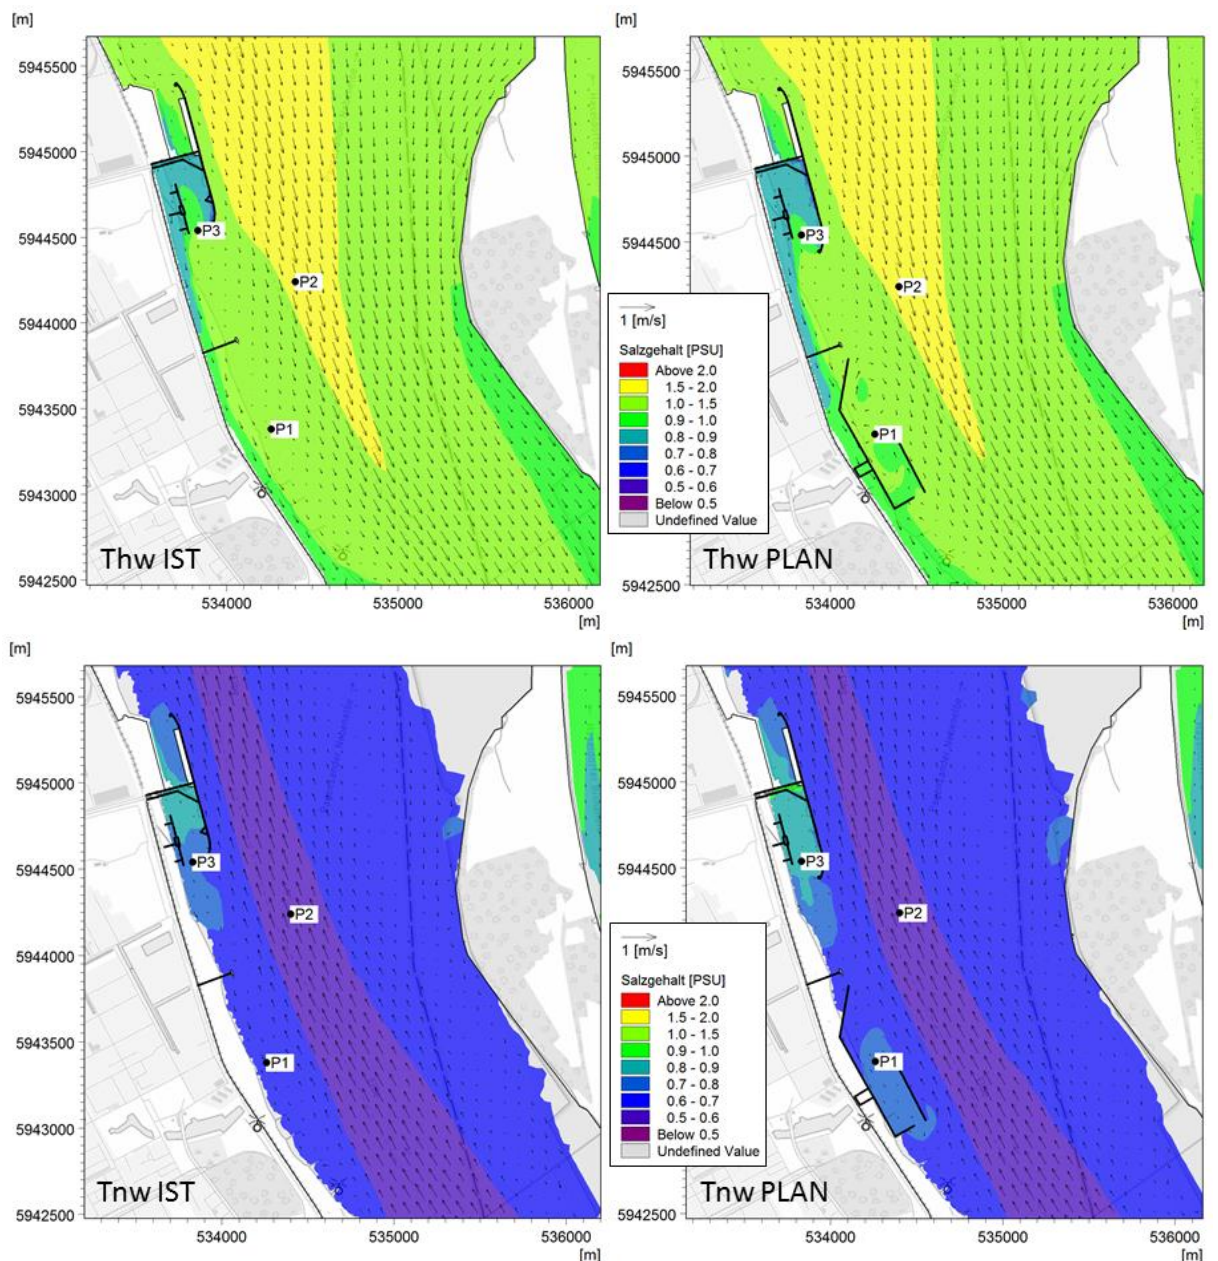 [m]
5945500
5945000
5944500
5944000
5943500
5943000
5942500
P3
P2
P1
Thw IST
534000
535000
536000
[m]
[m]
5945500
5945000
5944500
5944000
5943500
5943000
5942500
P3
P2
P1
Thw PLAN
534000
535000
536000
[m]
1 [m/s]
Salzgehalt [PSU]
Above 2.0
1.5 - 2.0
1.0 - 1.5
0.9 - 1.0
0.8 - 0.9
0.7 - 0.8
0.6 - 0.7
0.5 - 0.6
Below 0.5
Undefined Value
[m]
5945500
5945000
5944500
5944000
5943500
5943000
5942500
P3
P2
P1
Tnw IST
534000
535000
536000
[m]
[m]
5945500
5945000
5944500
5944000
5943500
5943000
5942500
P3
P2
P1
Tnw PLAN
534000
535000
536000
[m]
1 [m/s]
Salzgehalt [PSU]
Above 2.0
1.5 - 2.0
1.0 - 1.5
0.9 - 1.0
0.8 - 0.9
0.7 - 0.8
0.6 - 0.7
0.5 - 0.6
Below 0.5
Undefined Value